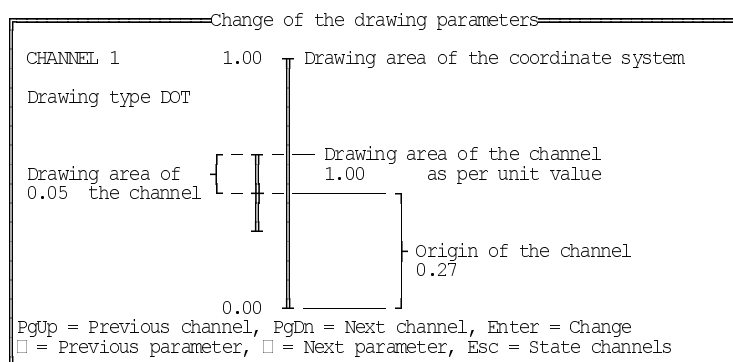 Change of the drawing parameters
CHANNEL 1 1.00 Drawing area of the coordinate system
Drawing type DOT
Drawing area of the channel
Drawing area of 1.00 as per unit value
0.05 the channel
Origin of the channel
0.27
0.00
PgUp = Previous channel, PgDn = Next channel, Enter = Change
□ = Previous parameter, □ = Next parameter, Esc = State channels